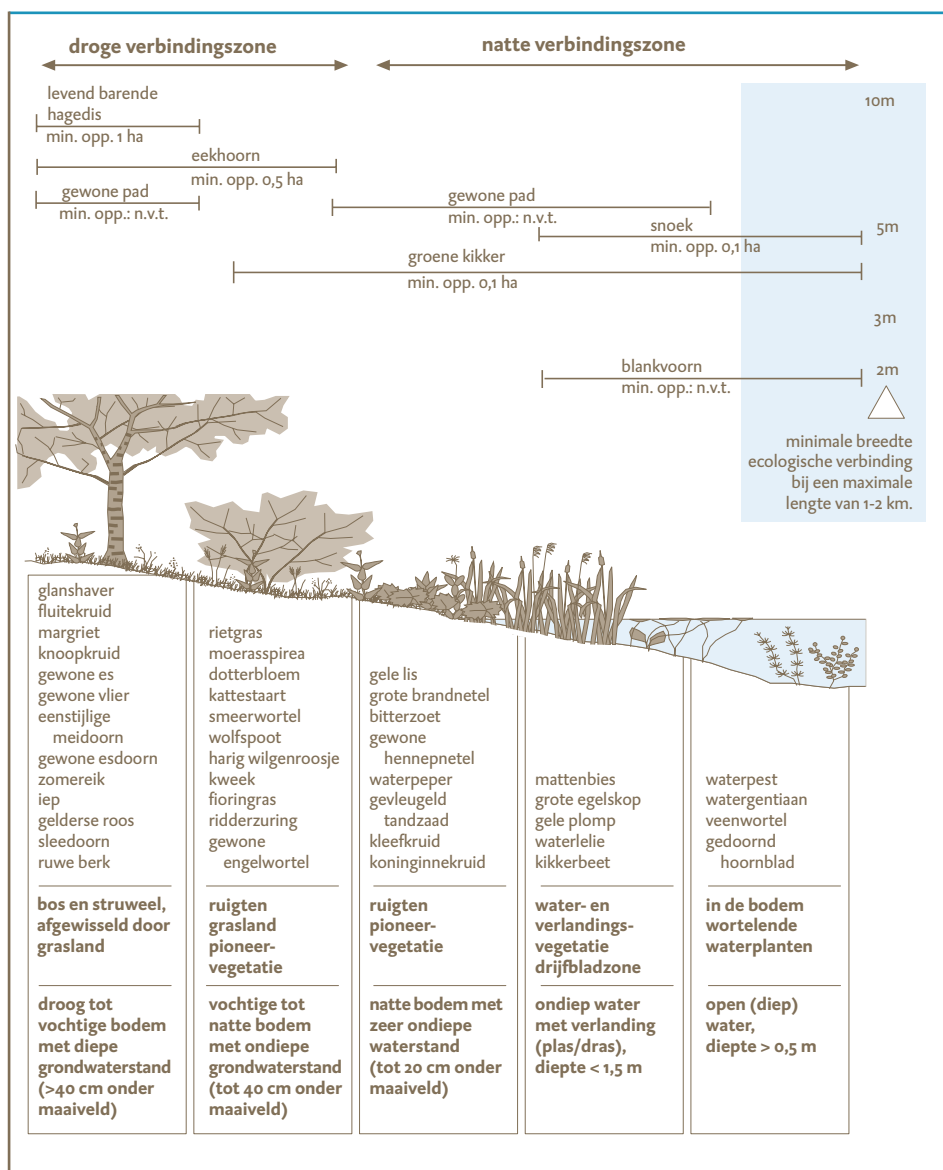 droge verbindingszone
natte verbindingszone
levend barende
hagedis
min. opp. 1 ha
10m
eekhoorn
min. opp. 0,5 ha
gewone pad
min. opp.: n.v.t.
gewone pad
min. opp.: n.v.t.
snoek
min. opp. 0,1 ha
5m
groene kikker
min. opp. 0,1 ha
3m
blankvoorn
min. opp.: n.v.t.
2m
minimale breedte
ecologische verbinding
bij een maximale
lengte van 1-2 km.
glanshaver
fluitekruid
margriet
knoopkruid
gewone es
gewone vlier
eenstijlige
meidoorn
gewone esdoorn
zomereik
iep
gelderse roos
sleedoorn
ruwe berk
bos en struweel,
afgewisseld door
grasland
droog tot
vochtige bodem
met diepe
grondwaterstand
(>40 cm onder
maaiveld)
rietgras
moerasspirea
dotterbloem
kattestaart
smeerwortel
wolfspoot
harig wilgenroosje
kweek
fioringras
ridderzuring
gewone
engelwortel
ruigten
grasland
pioneer-
vegetatie
vochtige tot
natte bodem
met ondiepe
grondwaterstand
(tot 40 cm onder
maaiveld)
gele lis
grote brandnetel
bitterzoet
gewone
hennepnetel
waterpeper
gevleugeld
tandzaad
kleefkruid
koninginnekruid
ruigten
pioneer-
vegetatie
natte bodem met
zeer ondiepe
waterstand
(tot 20 cm onder
maaiveld)
mattenbies
grote egelskop
gele plomp
waterlelie
kikkerbeet
water- en
verlandings-
vegetatie
drijfbladzone
ondiep water
met verlanding
(plas/dras),
diepte < 1,5 m
waterpest
watergentiaan
veenwortel
gedoornd
hoornblad
in de bodem
wortelende
waterplanten
open (diep)
water,
diepte > 0,5 m